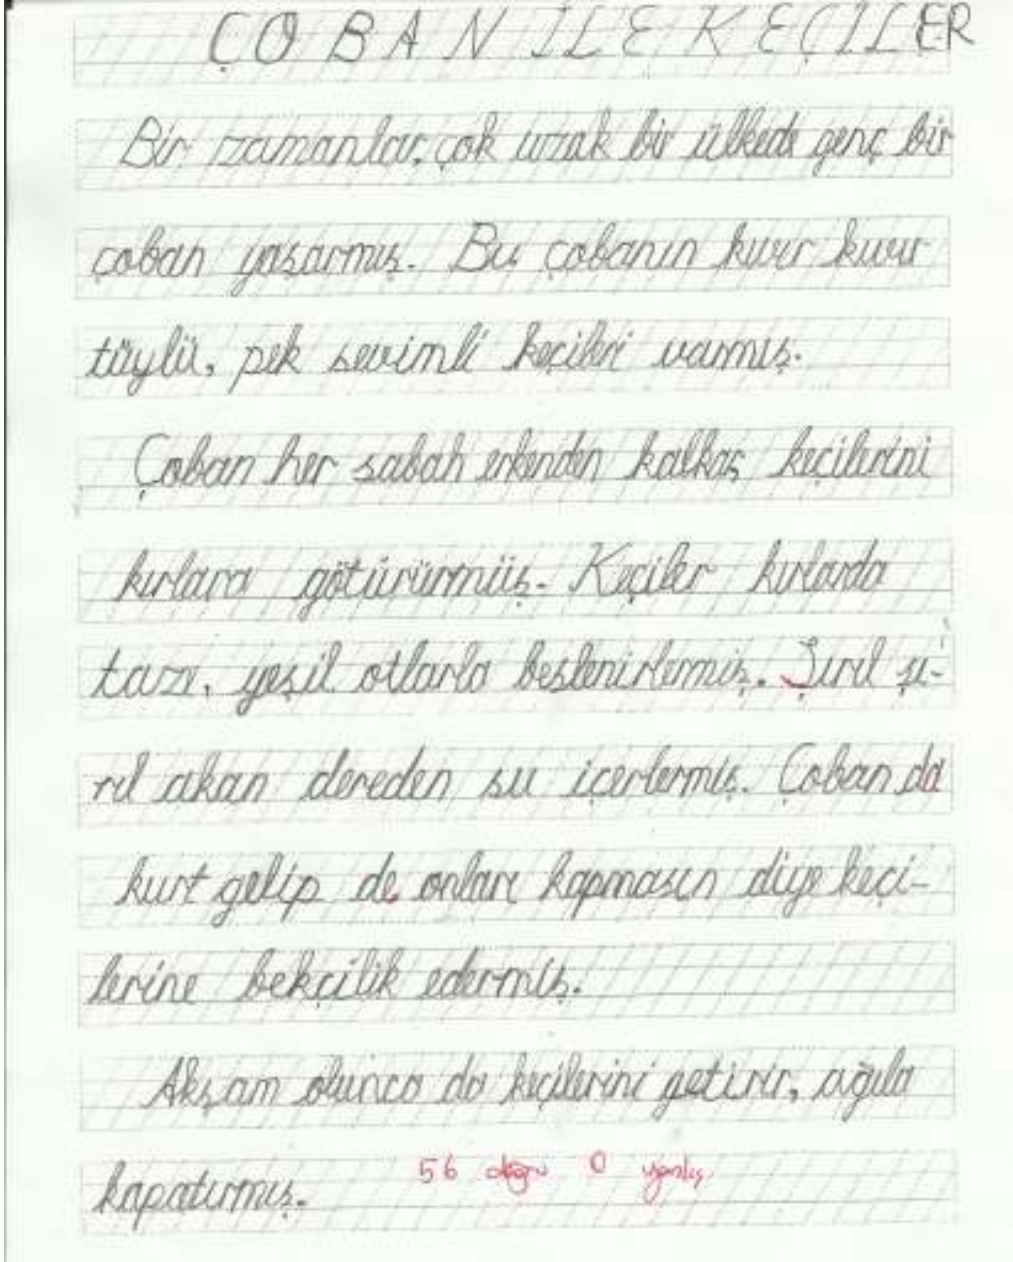 ÇOBAN İLE KEÇİLER
Bir zamanlar, çok uzak bir ülkede genç bir
çoban yaşarmış. Bu çobanın kıvır kıvır
tüylü, pek sevimli keçileri varmış.
Çoban her sabah erkenden kalkar, keçilerini
kırlara götürürmüş. Keçiler kırlarda
taze, yeşil otlarla beslenirlermiş. Şırıl şı-
rıl akan dereden su içerlermiş. Çoban da
kurt gelip de onları kapmasın diye keçi-
lerine bekçilik edermiş.
Akşam olunca da keçilerini getirir, ağıla
kapatırmış.
56 doğru 0 yanlış